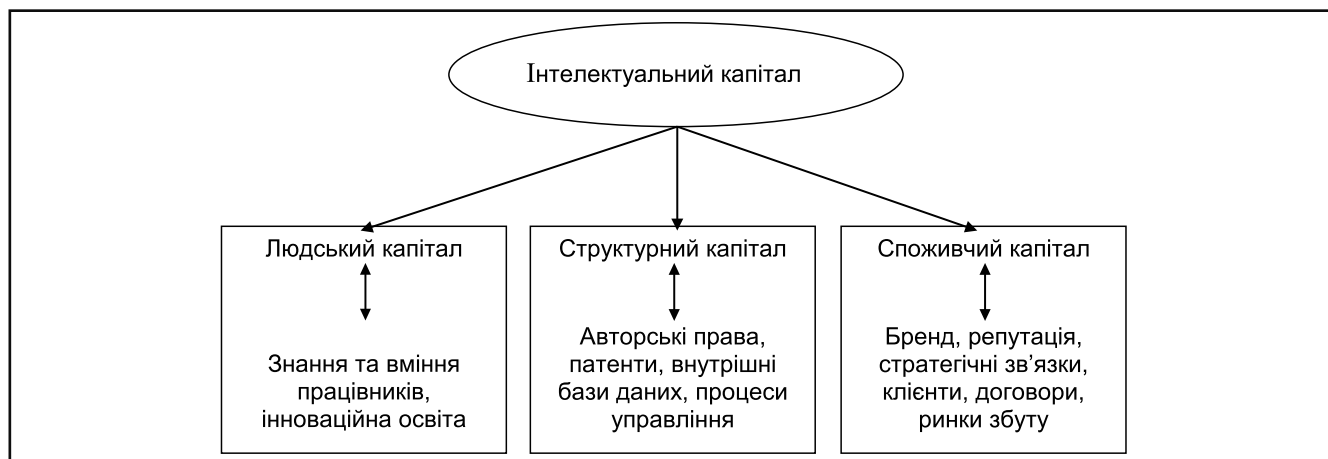 Інтелектуальний капітал
Людський капітал
Знання та вміння
працівників,
інноваційна освіта
Структурний капітал
Авторські права,
патенти, внутрішні
бази даних, процеси
управління
Споживчий капітал
Бренд, репутація,
стратегічні зв’язки,
клієнти, договори,
ринки збуту